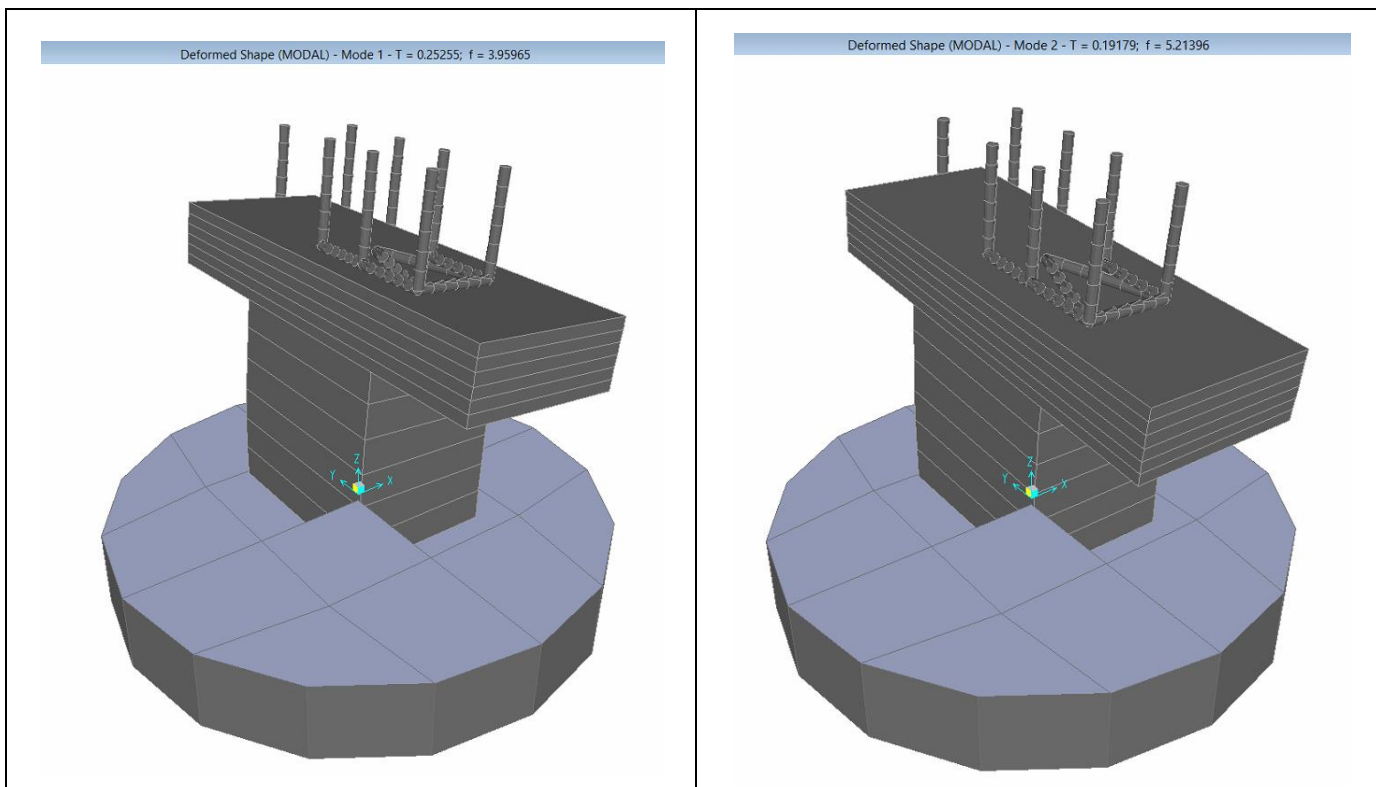 Deformed Shape (MODAL) - Mode 1 - T = 0.25255; f = 3.95965
Z
Y
X
Deformed Shape (MODAL) - Mode 2 - T = 0.19179; f = 5.21396
Z
Y
X